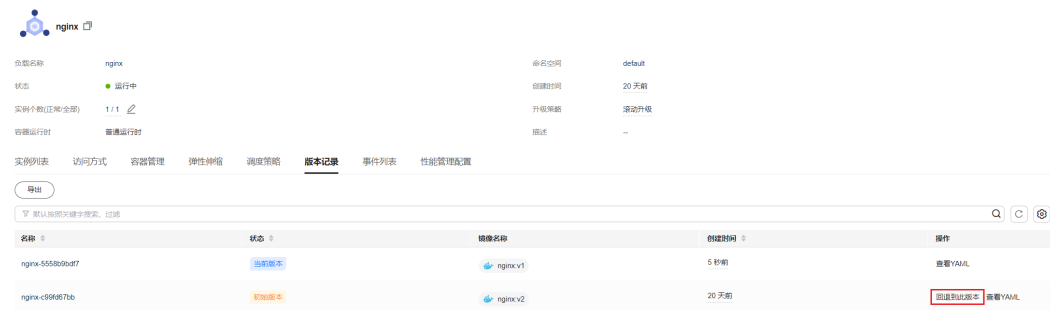 nginx
负载名称 nginx 命名空间 default
状态 运行中 创建时间 20 天前
实例个数(正常/全部) 1 / 1 升级策略 滚动升级
容器运行时 普通运行时 描述 --
实例列表 访问方式 容器管理 弹性伸缩 调度策略 版本记录 事件列表 性能管理配置
导出
默认按照关键字搜索、过滤
名称 状态 镜像名称 创建时间 操作
nginx-5558b9bdf7 当前版本 nginx:v1 5 秒前 查看YAML
nginx-c99fd67bb 初始版本 nginx:v2 20 天前 回退到此版本 查看YAML